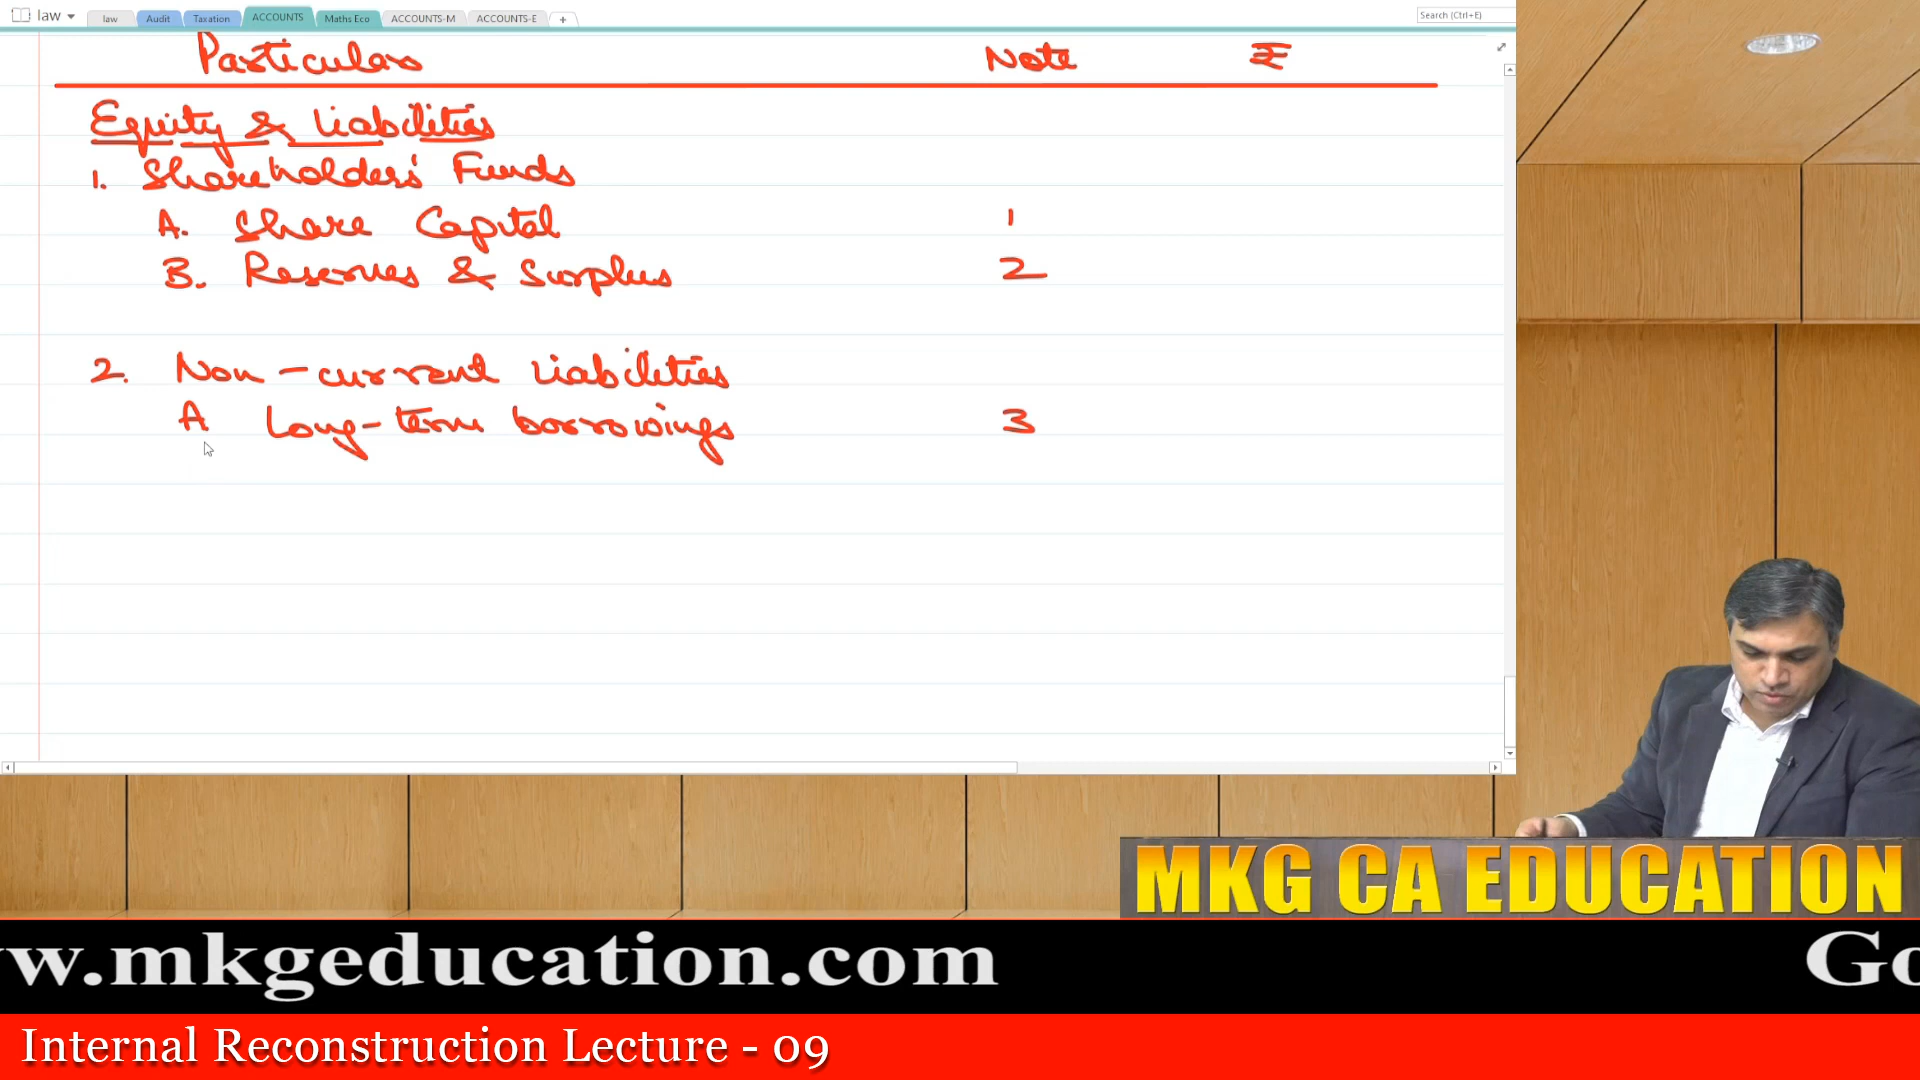 law
law Audit Taxation ACCOUNTS Maths Eco ACCOUNTS-M ACCOUNTS-E +
Search (Ctrl+E)
Particulars Note ₹
Equity & Liabilities
1. Shareholders' Funds
A. Share Capital 1
B. Reserves & Surplus 2
2. Non-current Liabilities
A Long-term borrowings 3
MKG CA EDUCATION
w.mkgeducation.com Go
Internal Reconstruction Lecture - 09